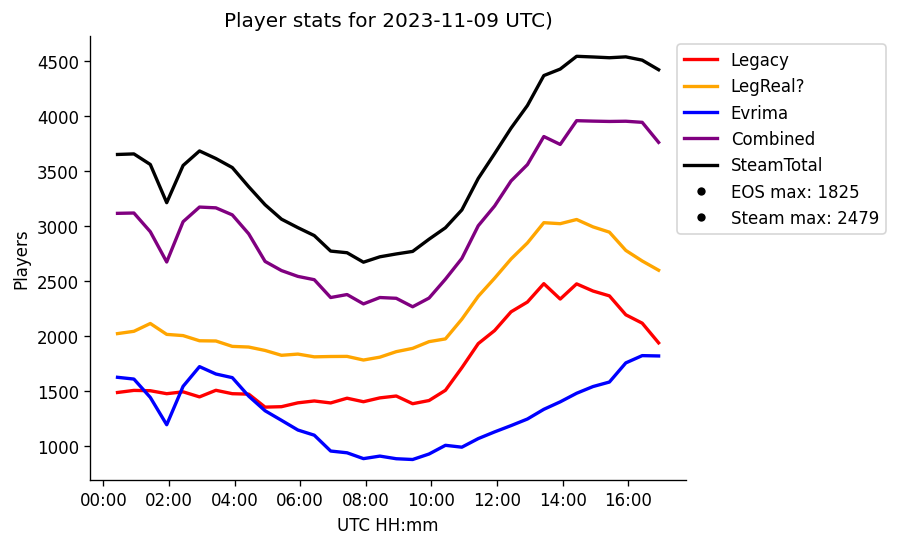 Player stats for 2023-11-09 UTC)
4500
4000
3500
3000
2500
2000
1500
1000
Players
00:00 02:00 04:00 06:00 08:00 10:00 12:00 14:00 16:00
UTC HH:mm
Legacy
LegReal?
Evrima
Combined
SteamTotal
EOS max: 1825
Steam max: 2479